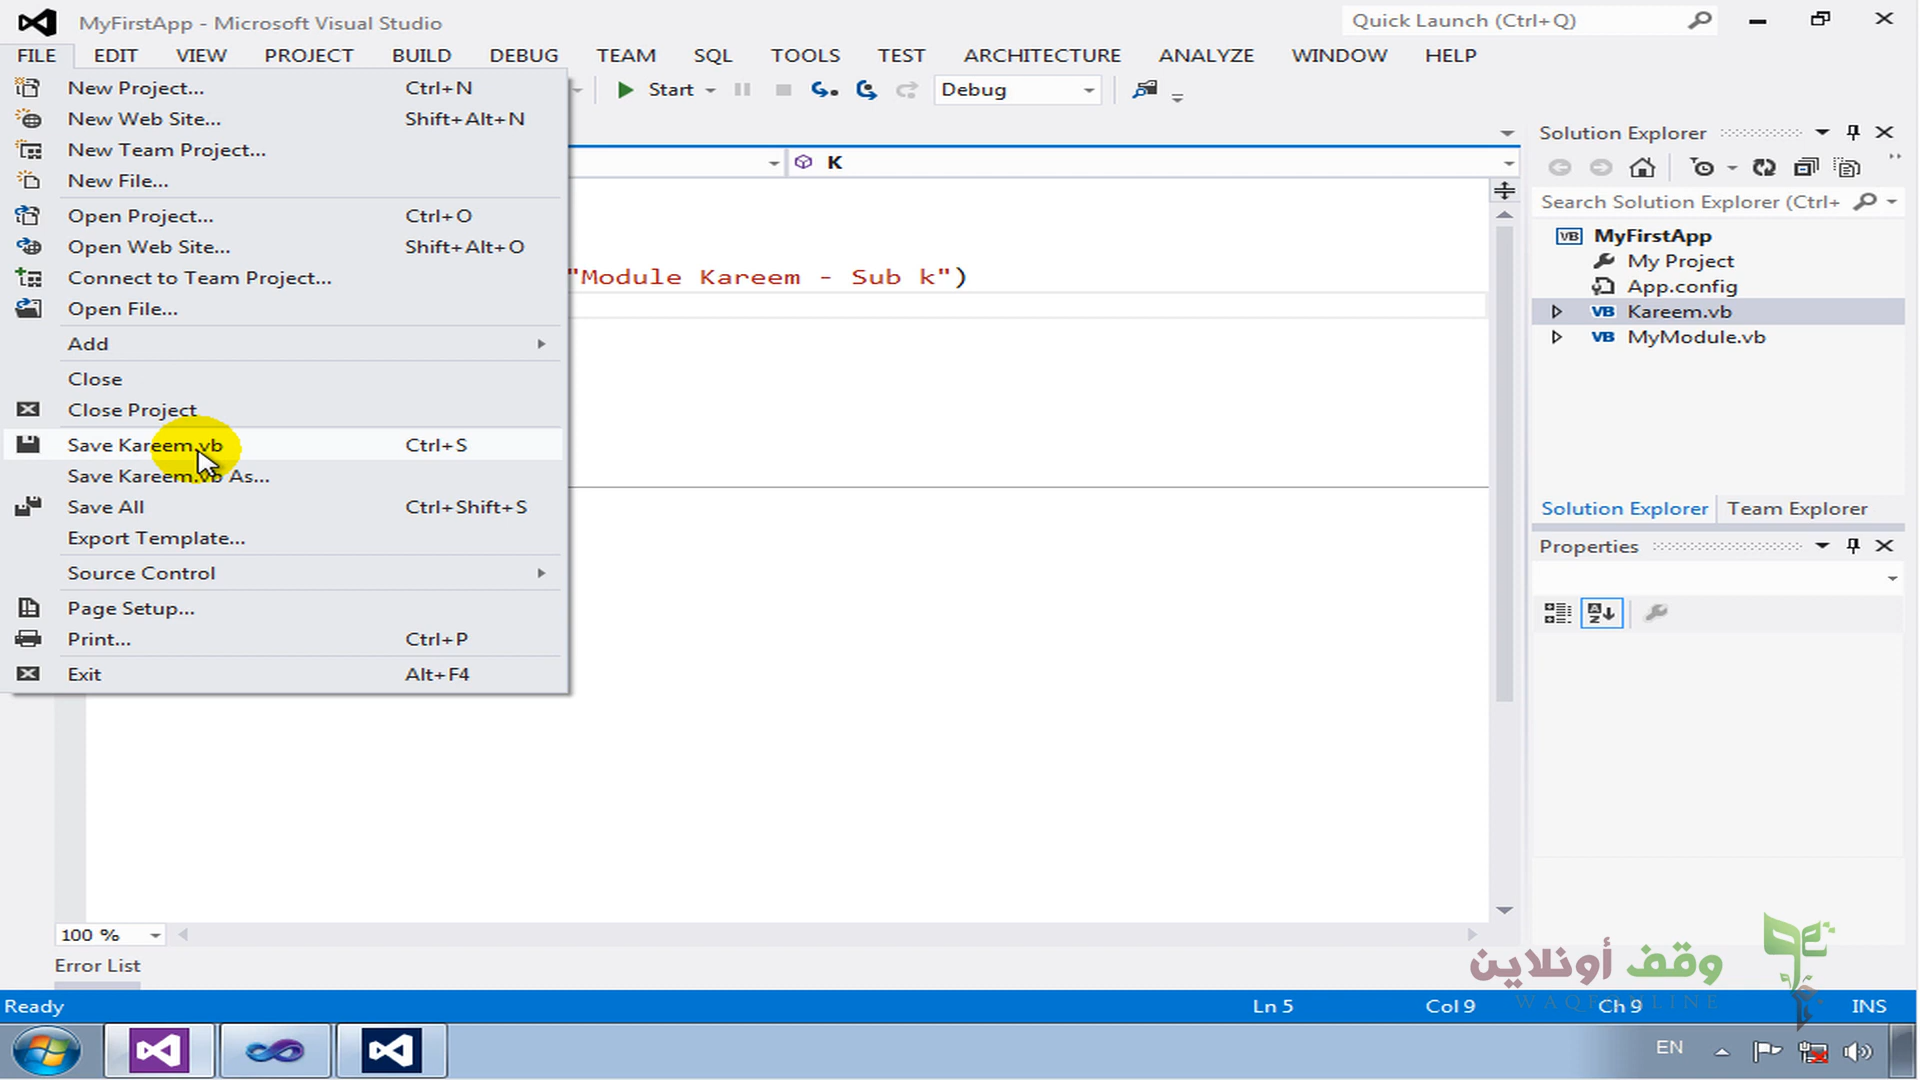 MyFirstApp - Microsoft Visual Studio
Quick Launch (Ctrl+Q)
FILE EDIT VIEW PROJECT BUILD DEBUG TEAM SQL TOOLS TEST ARCHITECTURE ANALYZE WINDOW HELP
New Project... Ctrl+N
New Web Site... Shift+Alt+N
New Team Project...
New File...
Open Project... Ctrl+O
Open Web Site... Shift+Alt+O
Connect to Team Project...
Open File...
Add
Close
Close Project
Save Kareem.vb Ctrl+S
Save Kareem.vb As...
Save All Ctrl+Shift+S
Export Template...
Source Control
Page Setup...
Print... Ctrl+P
Exit Alt+F4
Start
Debug
K
"Module Kareem - Sub k")
Solution Explorer
Search Solution Explorer (Ctrl+
VB MyFirstApp
My Project
App.config
VB Kareem.vb
VB MyModule.vb
Solution Explorer Team Explorer
Properties
100 %
Error List
وقف أونلاين
WAQFONLINE
Ready Ln 5 Col 9 Ch 9 INS
EN